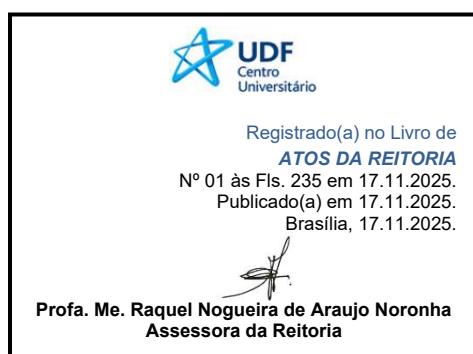 UDF
Centro
Universitário
Registrado(a) no Livro de
ATOS DA REITORIA
Nº 01 às Fls. 235 em 17.11.2025.
Publicado(a) em 17.11.2025.
Brasília, 17.11.2025.
Profa. Me. Raquel Nogueira de Araujo Noronha
Assessora da Reitoria